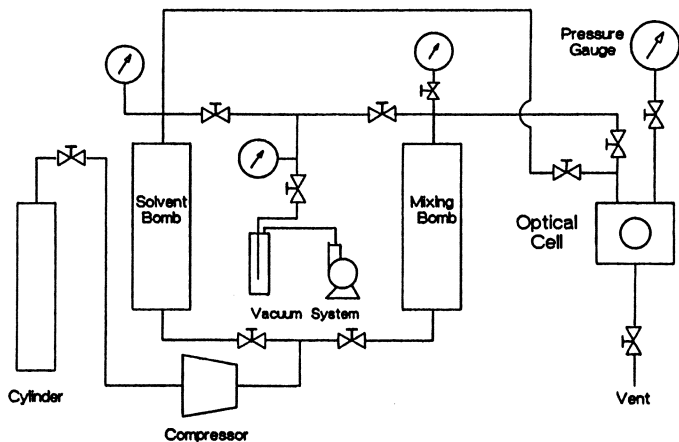 Pressure
Gauge
Solvent
Bomb
Mixing
Bomb
Optical
Cell
Vacuum System
Cylinder
Compressor
Vent